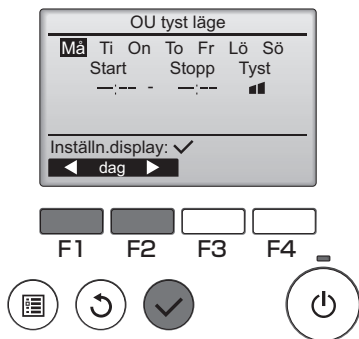 OU tyst läge
Må Ti On To Fr Lö Sö
Start Stopp Tyst
--:-- - --:--
Inställn.display: ✓
◀ dag ▶
F1 F2 F3 F4